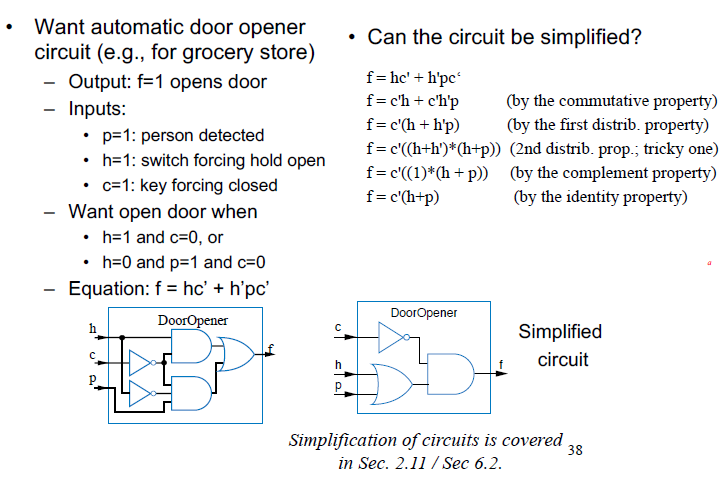 • Want automatic door opener
circuit (e.g., for grocery store)
– Output: f=1 opens door
– Inputs:
• p=1: person detected
• h=1: switch forcing hold open
• c=1: key forcing closed
– Want open door when
• h=1 and c=0, or
• h=0 and p=1 and c=0
– Equation: f = hc’ + h’pc’
h
c
p
DoorOpener
f
• Can the circuit be simplified?
f = hc' + h'pc‘
f = c'h + c'h'p (by the commutative property)
f = c'(h + h'p) (by the first distrib. property)
f = c'((h+h')*(h+p)) (2nd distrib. prop.; tricky one)
f = c'((1)*(h + p)) (by the complement property)
f = c'(h+p) (by the identity property)
a
c
h
p
DoorOpener
f
Simplified
circuit
Simplification of circuits is covered
in Sec. 2.11 / Sec 6.2.
38